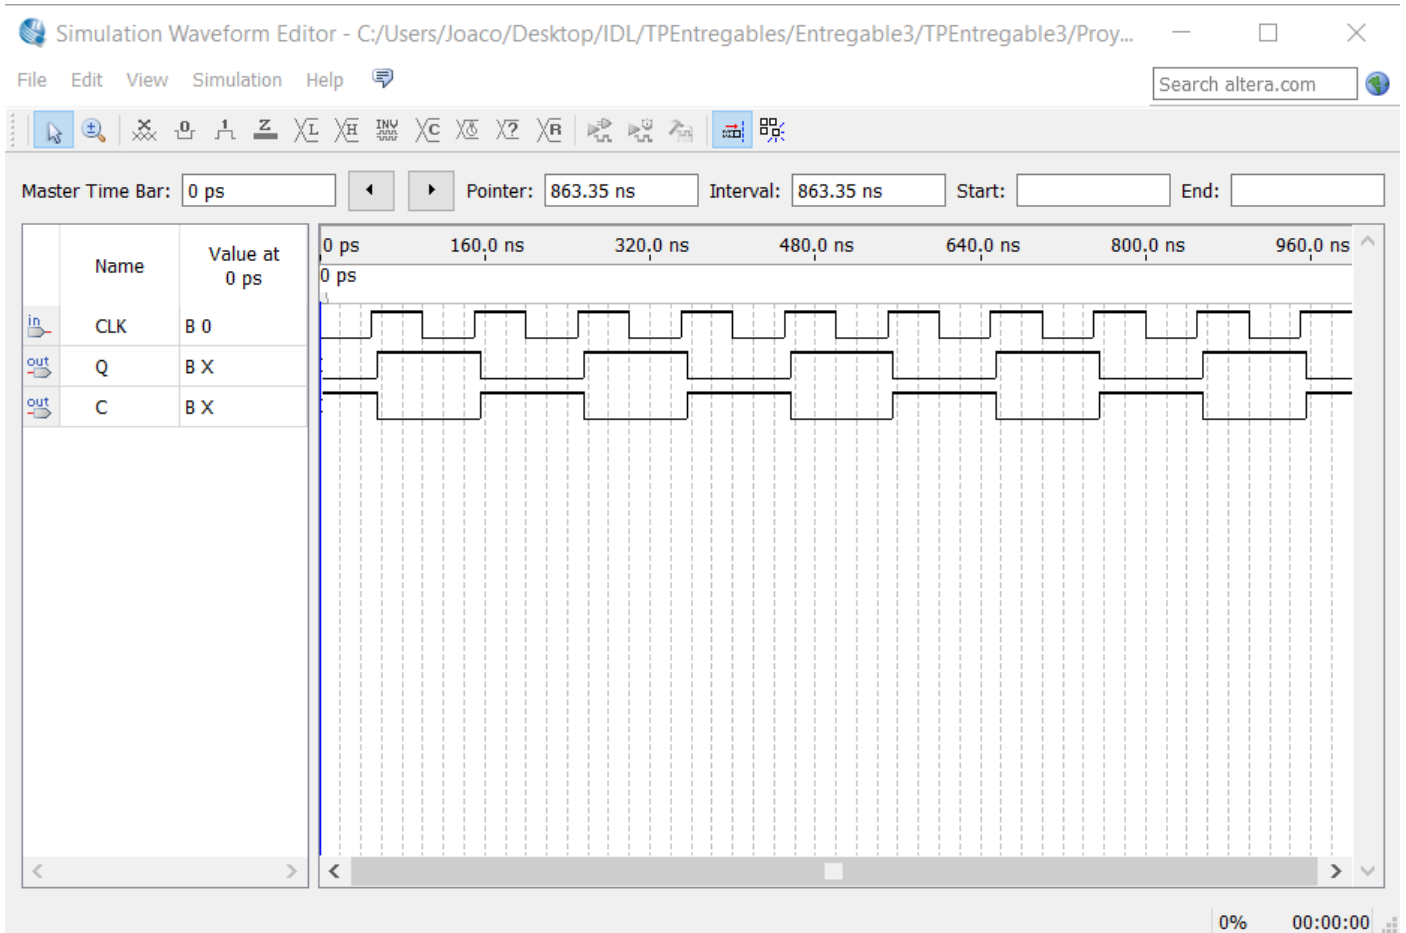 Simulation Waveform Editor - C:/Users/Joaco/Desktop/IDL/TPEntregables/Entregable3/TPEntregable3/Proy...
File Edit View Simulation Help
Search altera.com
Master Time Bar: 0 ps Pointer: 863.35 ns Interval: 863.35 ns Start: End:
Name Value at 0 ps
0 ps 160.0 ns 320.0 ns 480.0 ns 640.0 ns 800.0 ns 960.0 ns
0 ps
in CLK B 0
out Q B X
out C B X
0% 00:00:00